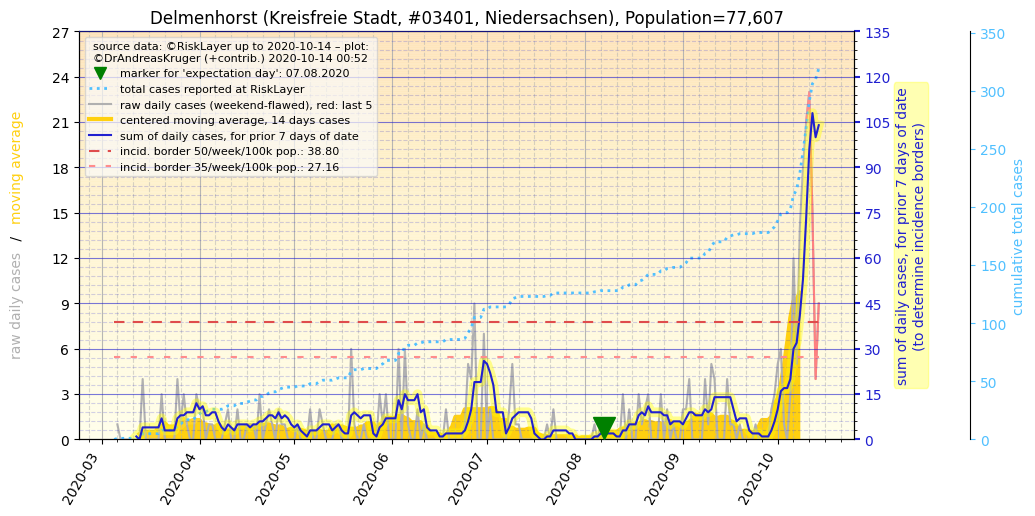 Delmenhorst (Kreisfreie Stadt, #03401, Niedersachsen), Population=77,607
source data: ©RiskLayer up to 2020-10-14 – plot:
©DrAndreasKruger (+contrib.) 2020-10-14 00:52
marker for 'expectation day': 07.08.2020
total cases reported at RiskLayer
raw daily cases (weekend-flawed), red: last 5
centered moving average, 14 days cases
sum of daily cases, for prior 7 days of date
incid. border 50/week/100k pop.: 38.80
incid. border 35/week/100k pop.: 27.16
raw daily cases / moving average
27
24
21
18
15
12
9
6
3
0
2020-03
2020-04
2020-05
2020-06
2020-07
2020-08
2020-09
2020-10
135
120
105
90
75
60
45
30
15
0
sum of daily cases, for prior 7 days of date
(to determine incidence borders)
350
300
250
200
150
100
50
0
cumulative total cases